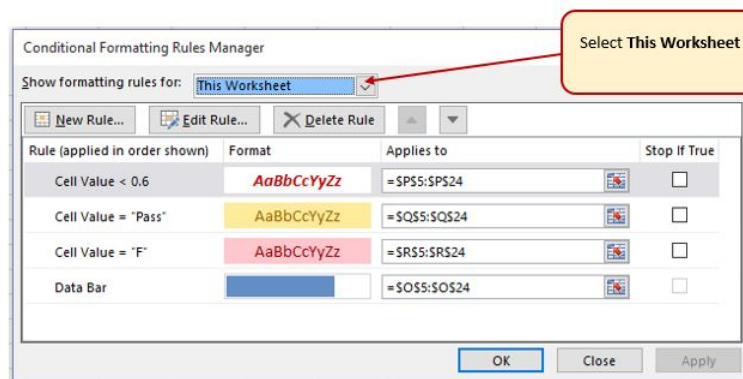 Select This Worksheet
Conditional Formatting Rules Manager
Show formatting rules for: This Worksheet
New Rule... Edit Rule... Delete Rule
Rule (applied in order shown) Format Applies to Stop If True
Cell Value < 0.6 AaBbCcYyZz =$P$5:$P$24
Cell Value = "Pass" AaBbCcYyZz =$Q$5:$Q$24
Cell Value = "F" AaBbCcYyZz =$R$5:$R$24
Data Bar =$O$5:$O$24
OK Close Apply